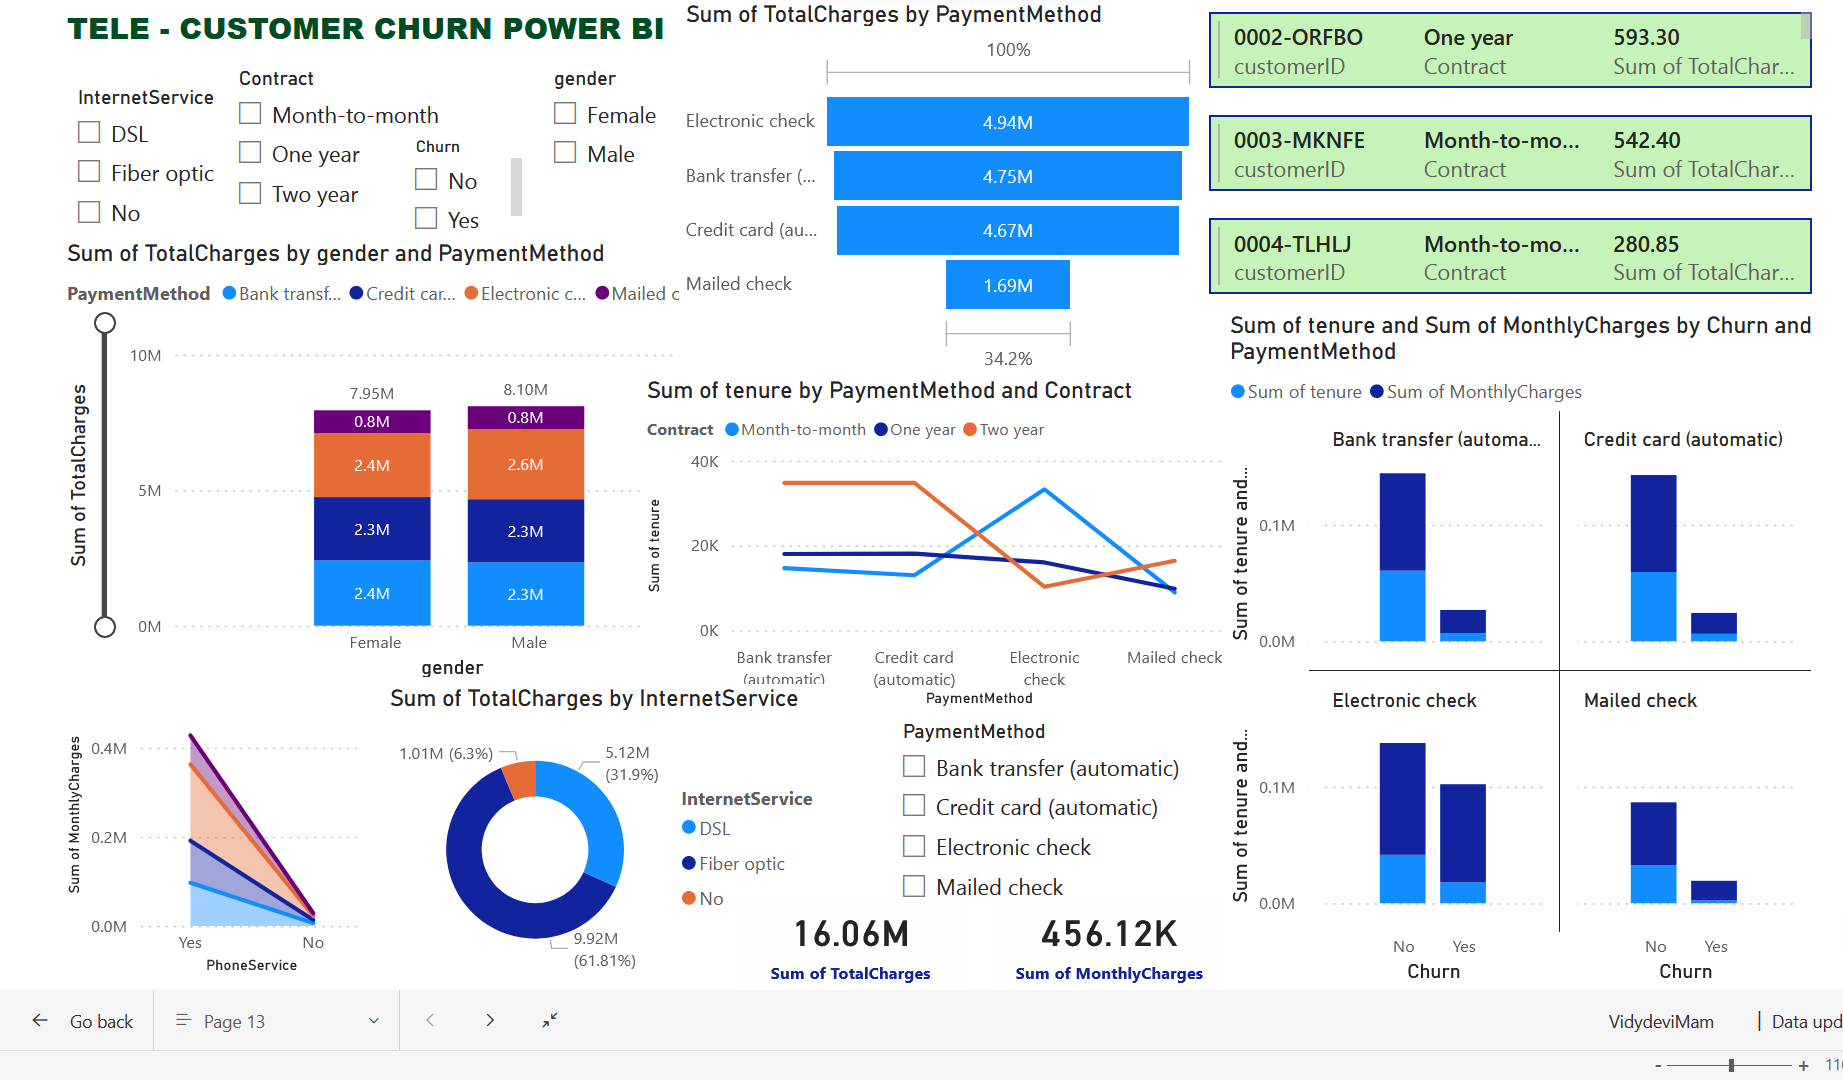 TELE - CUSTOMER CHURN POWER BI
InternetService
DSL
Fiber optic
No
Contract
Month-to-month
One year
Two year
Churn
No
Yes
gender
Female
Male
Sum of TotalCharges by PaymentMethod
100%
Electronic check
4.94M
Bank transfer (...
4.75M
Credit card (au...
4.67M
Mailed check
1.69M
34.2%
0002-ORFBO One year 593.30
customerID Contract Sum of TotalChar...
0003-MKNFE Month-to-mo... 542.40
customerID Contract Sum of TotalChar...
0004-TLHLJ Month-to-mo... 280.85
customerID Contract Sum of TotalChar...
Sum of TotalCharges by gender and PaymentMethod
PaymentMethod Bank transf... Credit car... Electronic c... Mailed c
Sum of TotalCharges
10M
5M
0M
7.95M
0.8M
2.4M
2.3M
2.4M
8.10M
0.8M
2.6M
2.3M
2.3M
Female
Male
gender
Sum of tenure by PaymentMethod and Contract
Contract Month-to-month One year Two year
Sum of tenure
40K
20K
0K
Bank transfer
(automatic)
Credit card
(automatic)
Electronic
check
Mailed check
PaymentMethod
Sum of tenure and Sum of MonthlyCharges by Churn and
PaymentMethod
Sum of tenure Sum of MonthlyCharges
Bank transfer (automa...
Credit card (automatic)
Sum of tenure and...
0.1M
0.0M
Electronic check
Mailed check
Sum of tenure and...
0.1M
0.0M
No
Yes
Churn
No
Yes
Churn
Sum of MonthlyCharges
0.4M
0.2M
0.0M
Yes
No
PhoneService
Sum of TotalCharges by InternetService
1.01M (6.3%)
5.12M
(31.9%)
9.92M
(61.81%)
InternetService
DSL
Fiber optic
No
PaymentMethod
Bank transfer (automatic)
Credit card (automatic)
Electronic check
Mailed check
16.06M
Sum of TotalCharges
456.12K
Sum of MonthlyCharges
Go back
Page 13
VidydeviMam | Data upd
- + 11